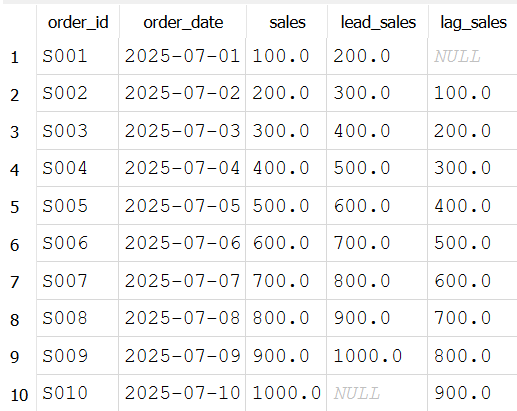 order_id order_date sales lead_sales lag_sales
1 S001 2025-07-01 100.0 200.0 NULL
2 S002 2025-07-02 200.0 300.0 100.0
3 S003 2025-07-03 300.0 400.0 200.0
4 S004 2025-07-04 400.0 500.0 300.0
5 S005 2025-07-05 500.0 600.0 400.0
6 S006 2025-07-06 600.0 700.0 500.0
7 S007 2025-07-07 700.0 800.0 600.0
8 S008 2025-07-08 800.0 900.0 700.0
9 S009 2025-07-09 900.0 1000.0 800.0
10 S010 2025-07-10 1000.0 NULL 900.0